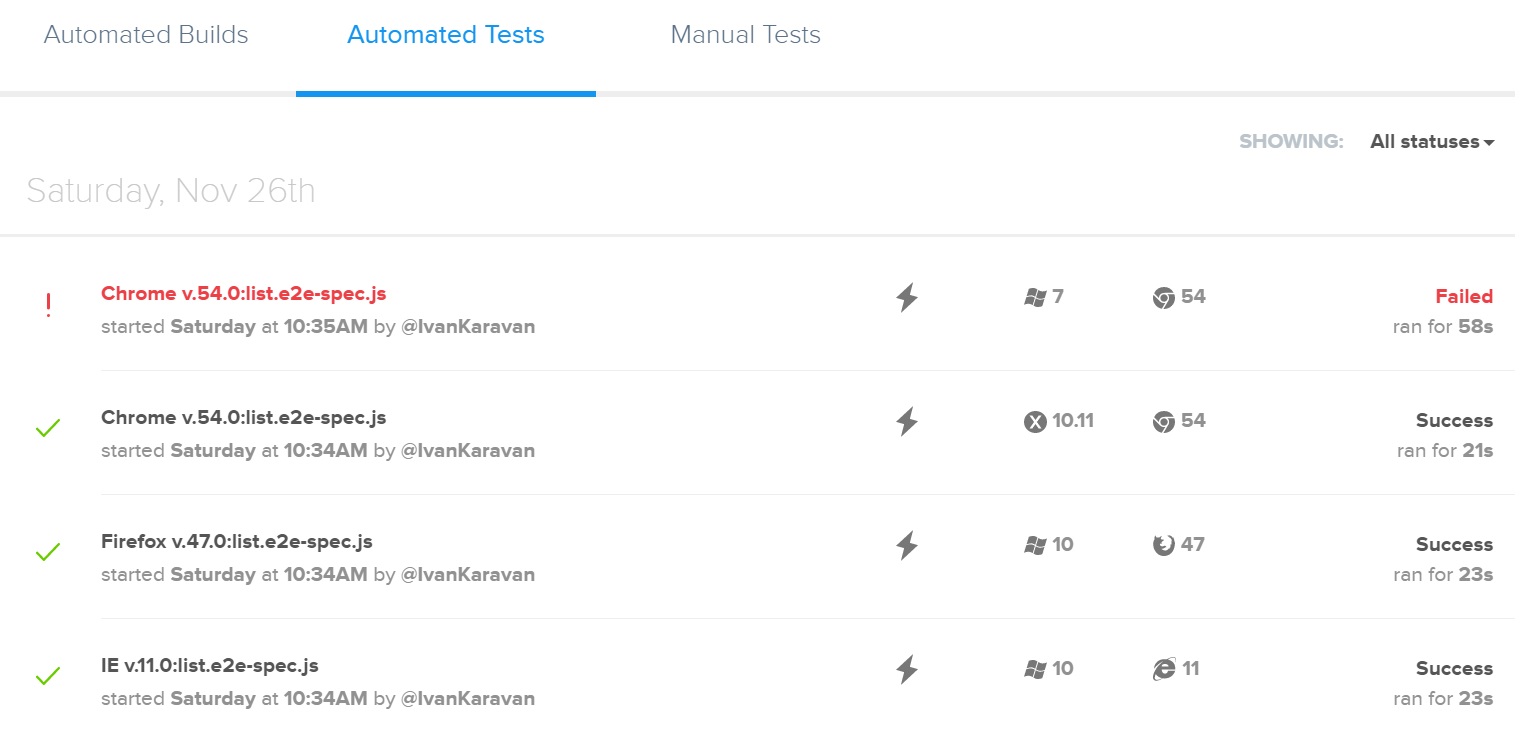 Automated Builds Automated Tests Manual Tests
SHOWING: All statuses
Saturday, Nov 26th
Chrome v.54.0:list.e2e-spec.js 7 54 Failed
started Saturday at 10:35AM by @IvanKaravan ran for 58s
Chrome v.54.0:list.e2e-spec.js 10.11 54 Success
started Saturday at 10:34AM by @IvanKaravan ran for 21s
Firefox v.47.0:list.e2e-spec.js 10 47 Success
started Saturday at 10:34AM by @IvanKaravan ran for 23s
IE v.11.0:list.e2e-spec.js 10 11 Success
started Saturday at 10:34AM by @IvanKaravan ran for 23s